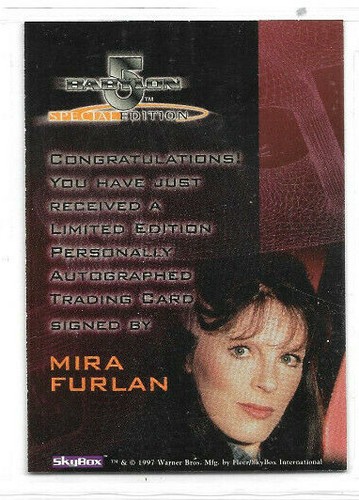 BABYLON
5
™
SPECIAL EDITION
CONGRATULATIONS!
YOU HAVE JUST
RECEIVED A
LIMITED EDITION
PERSONALLY
AUTOGRAPHED
TRADING CARD
SIGNED BY
MIRA
FURLAN
SKYBOX ™ & © 1997 Warner Bros. Mfg. by Fleer/SkyBox International